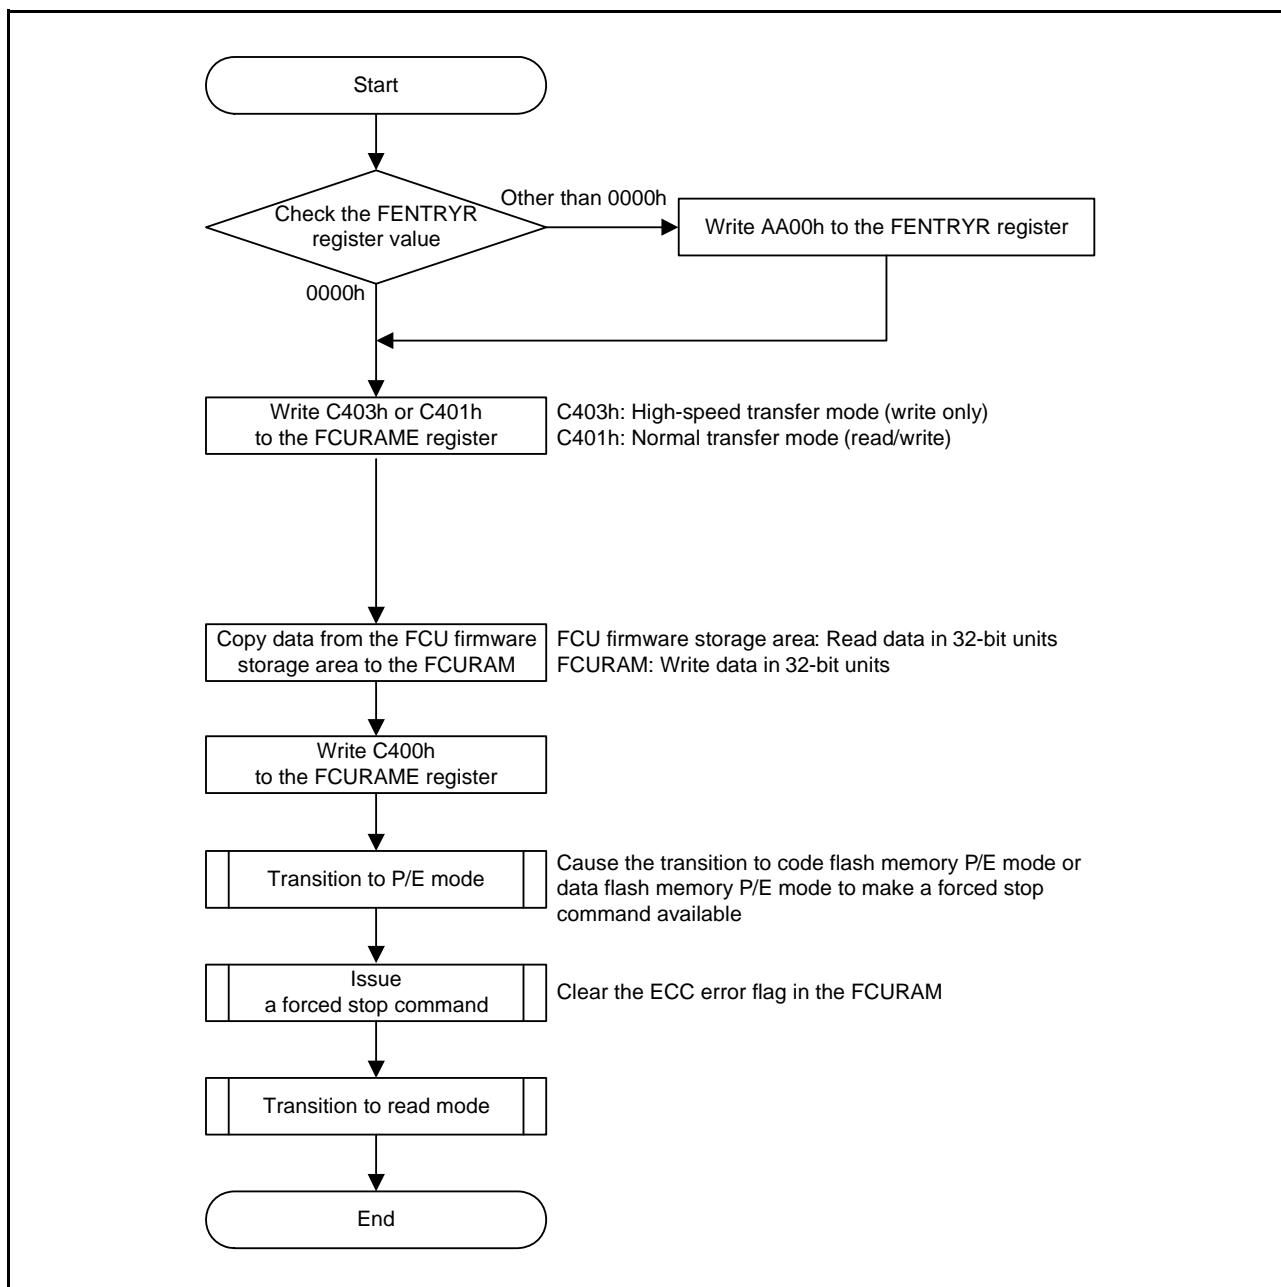 Start
Check the FENTRYR
register value
Other than 0000h
Write AA00h to the FENTRYR register
0000h
Write C403h or C401h
to the FCURAME register
C403h: High-speed transfer mode (write only)
C401h: Normal transfer mode (read/write)
Copy data from the FCU firmware
storage area to the FCURAM
FCU firmware storage area: Read data in 32-bit units
FCURAM: Write data in 32-bit units
Write C400h
to the FCURAME register
Transition to P/E mode
Cause the transition to code flash memory P/E mode or
data flash memory P/E mode to make a forced stop
command available
Issue
a forced stop command
Clear the ECC error flag in the FCURAM
Transition to read mode
End